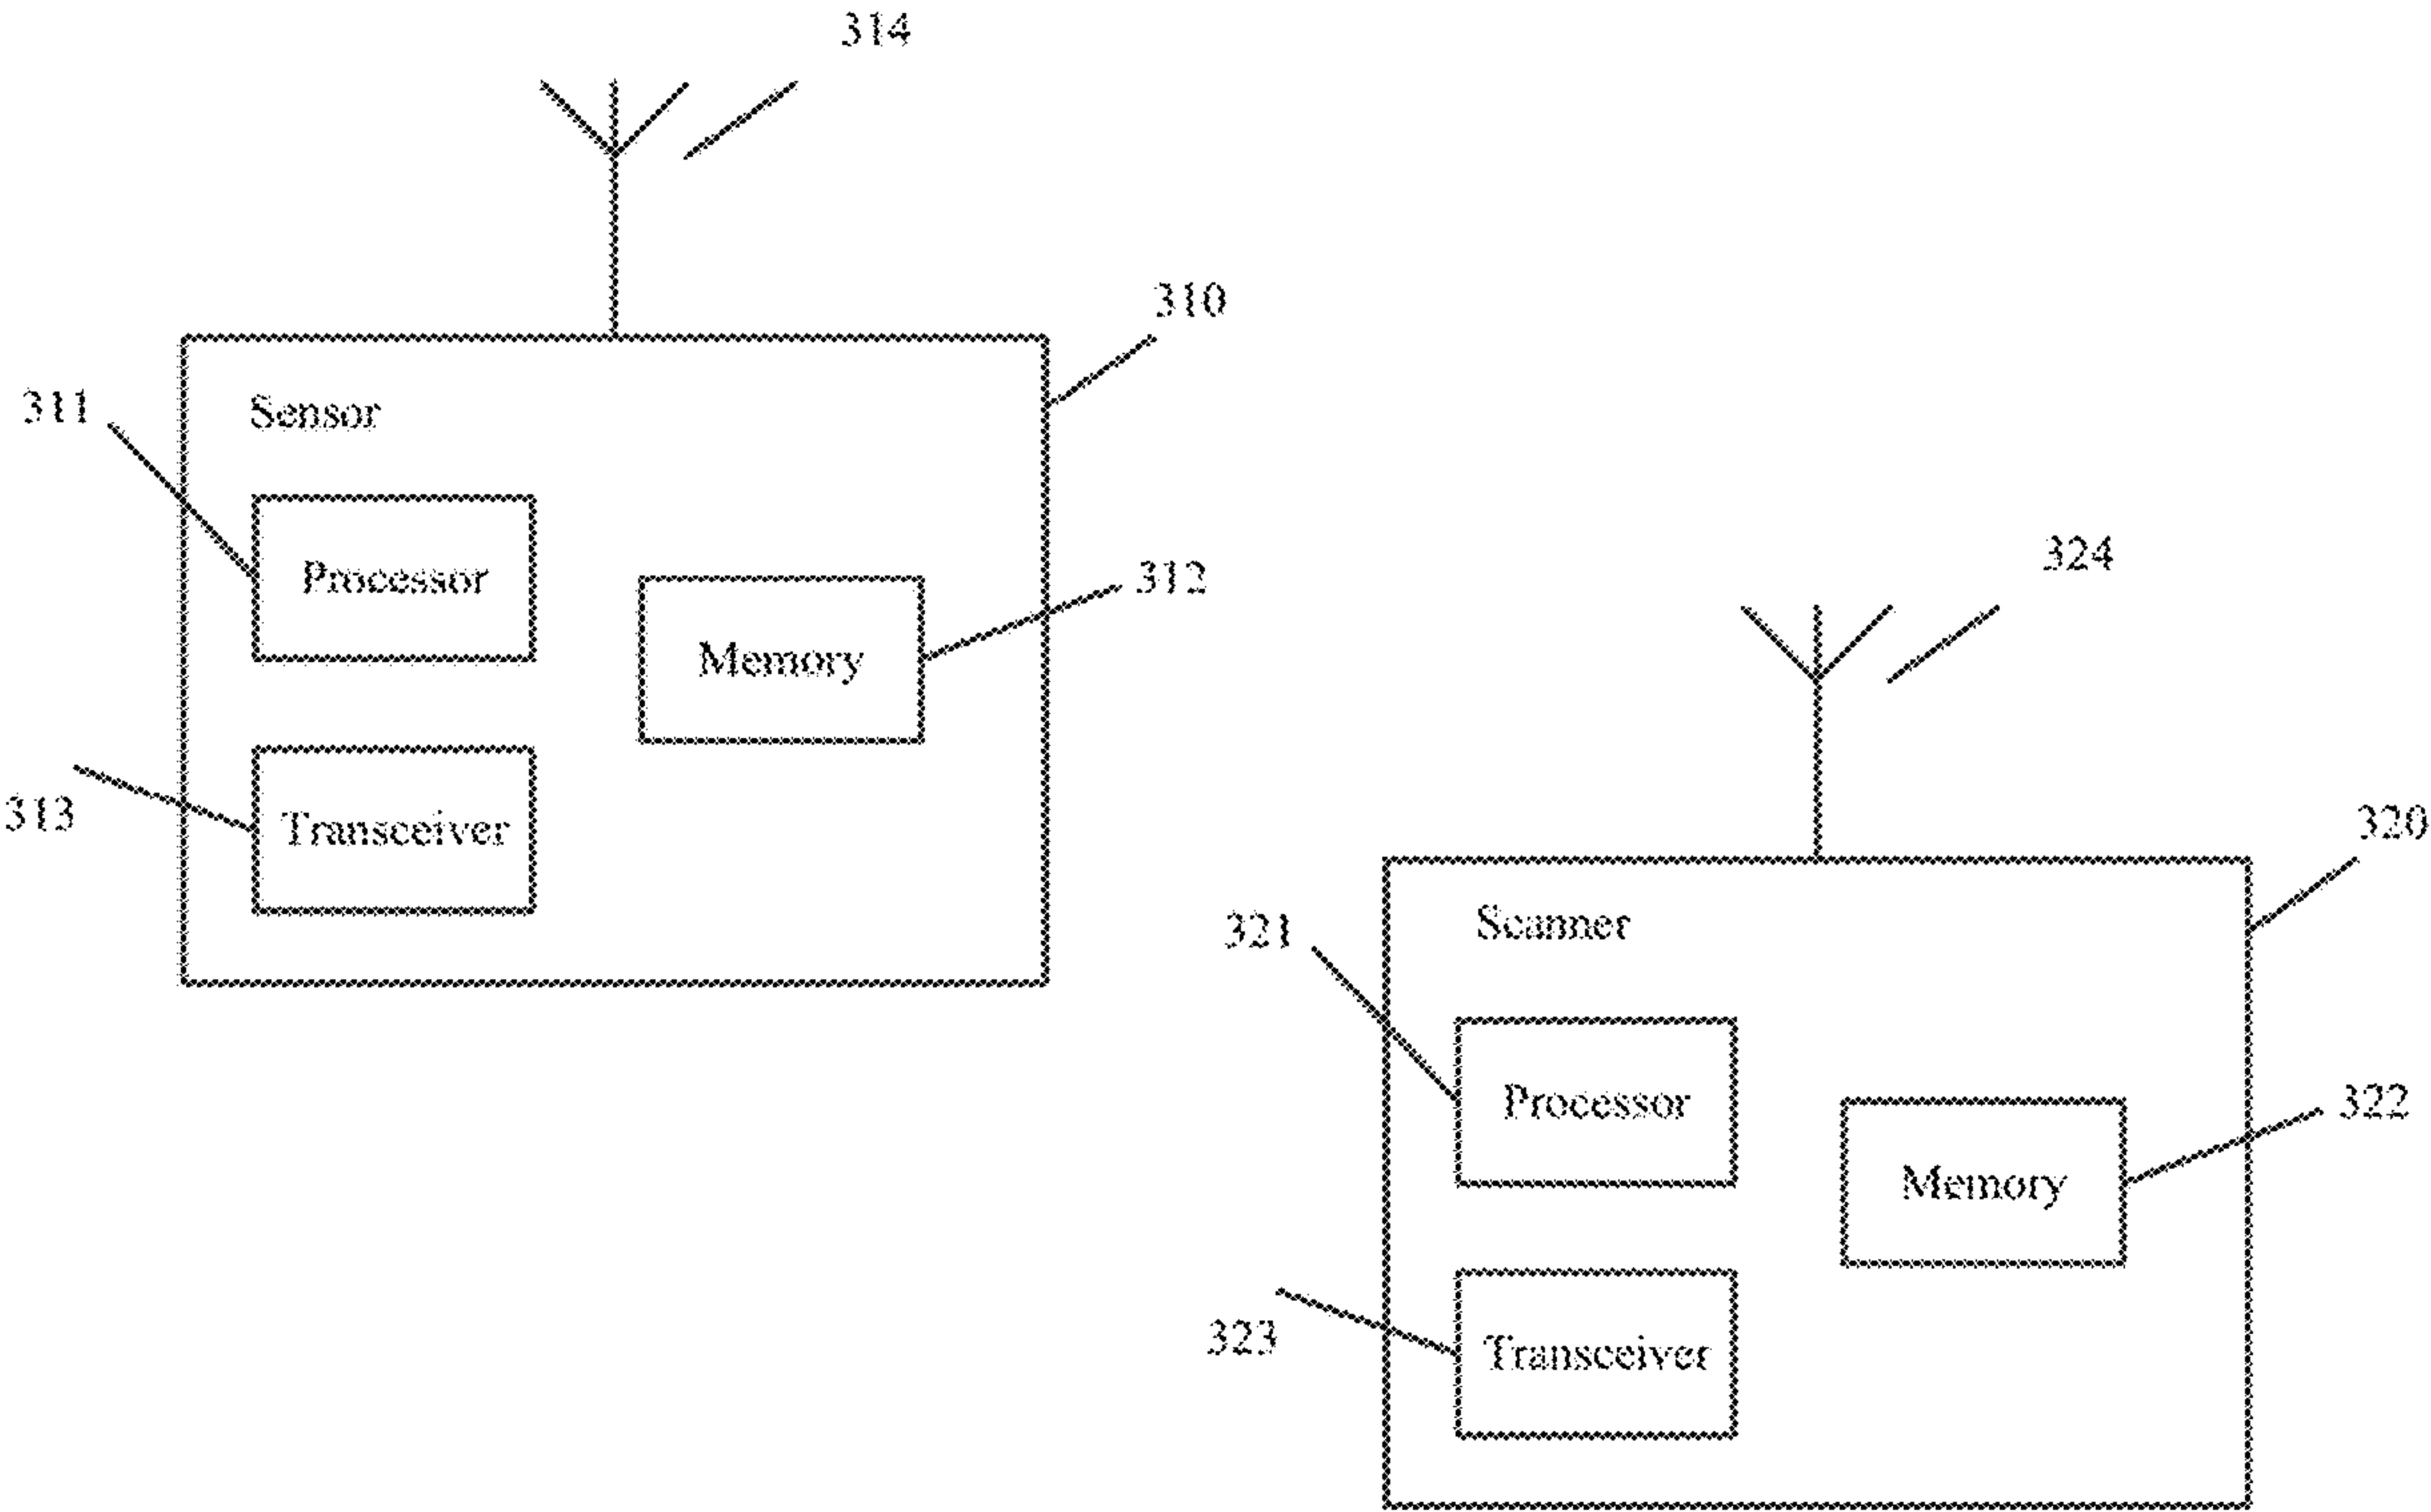 314
310
311
Sensor
Processor
312
Memory
313
Transceiver
324
320
321
Scanner
Processor
322
Memory
323
Transceiver